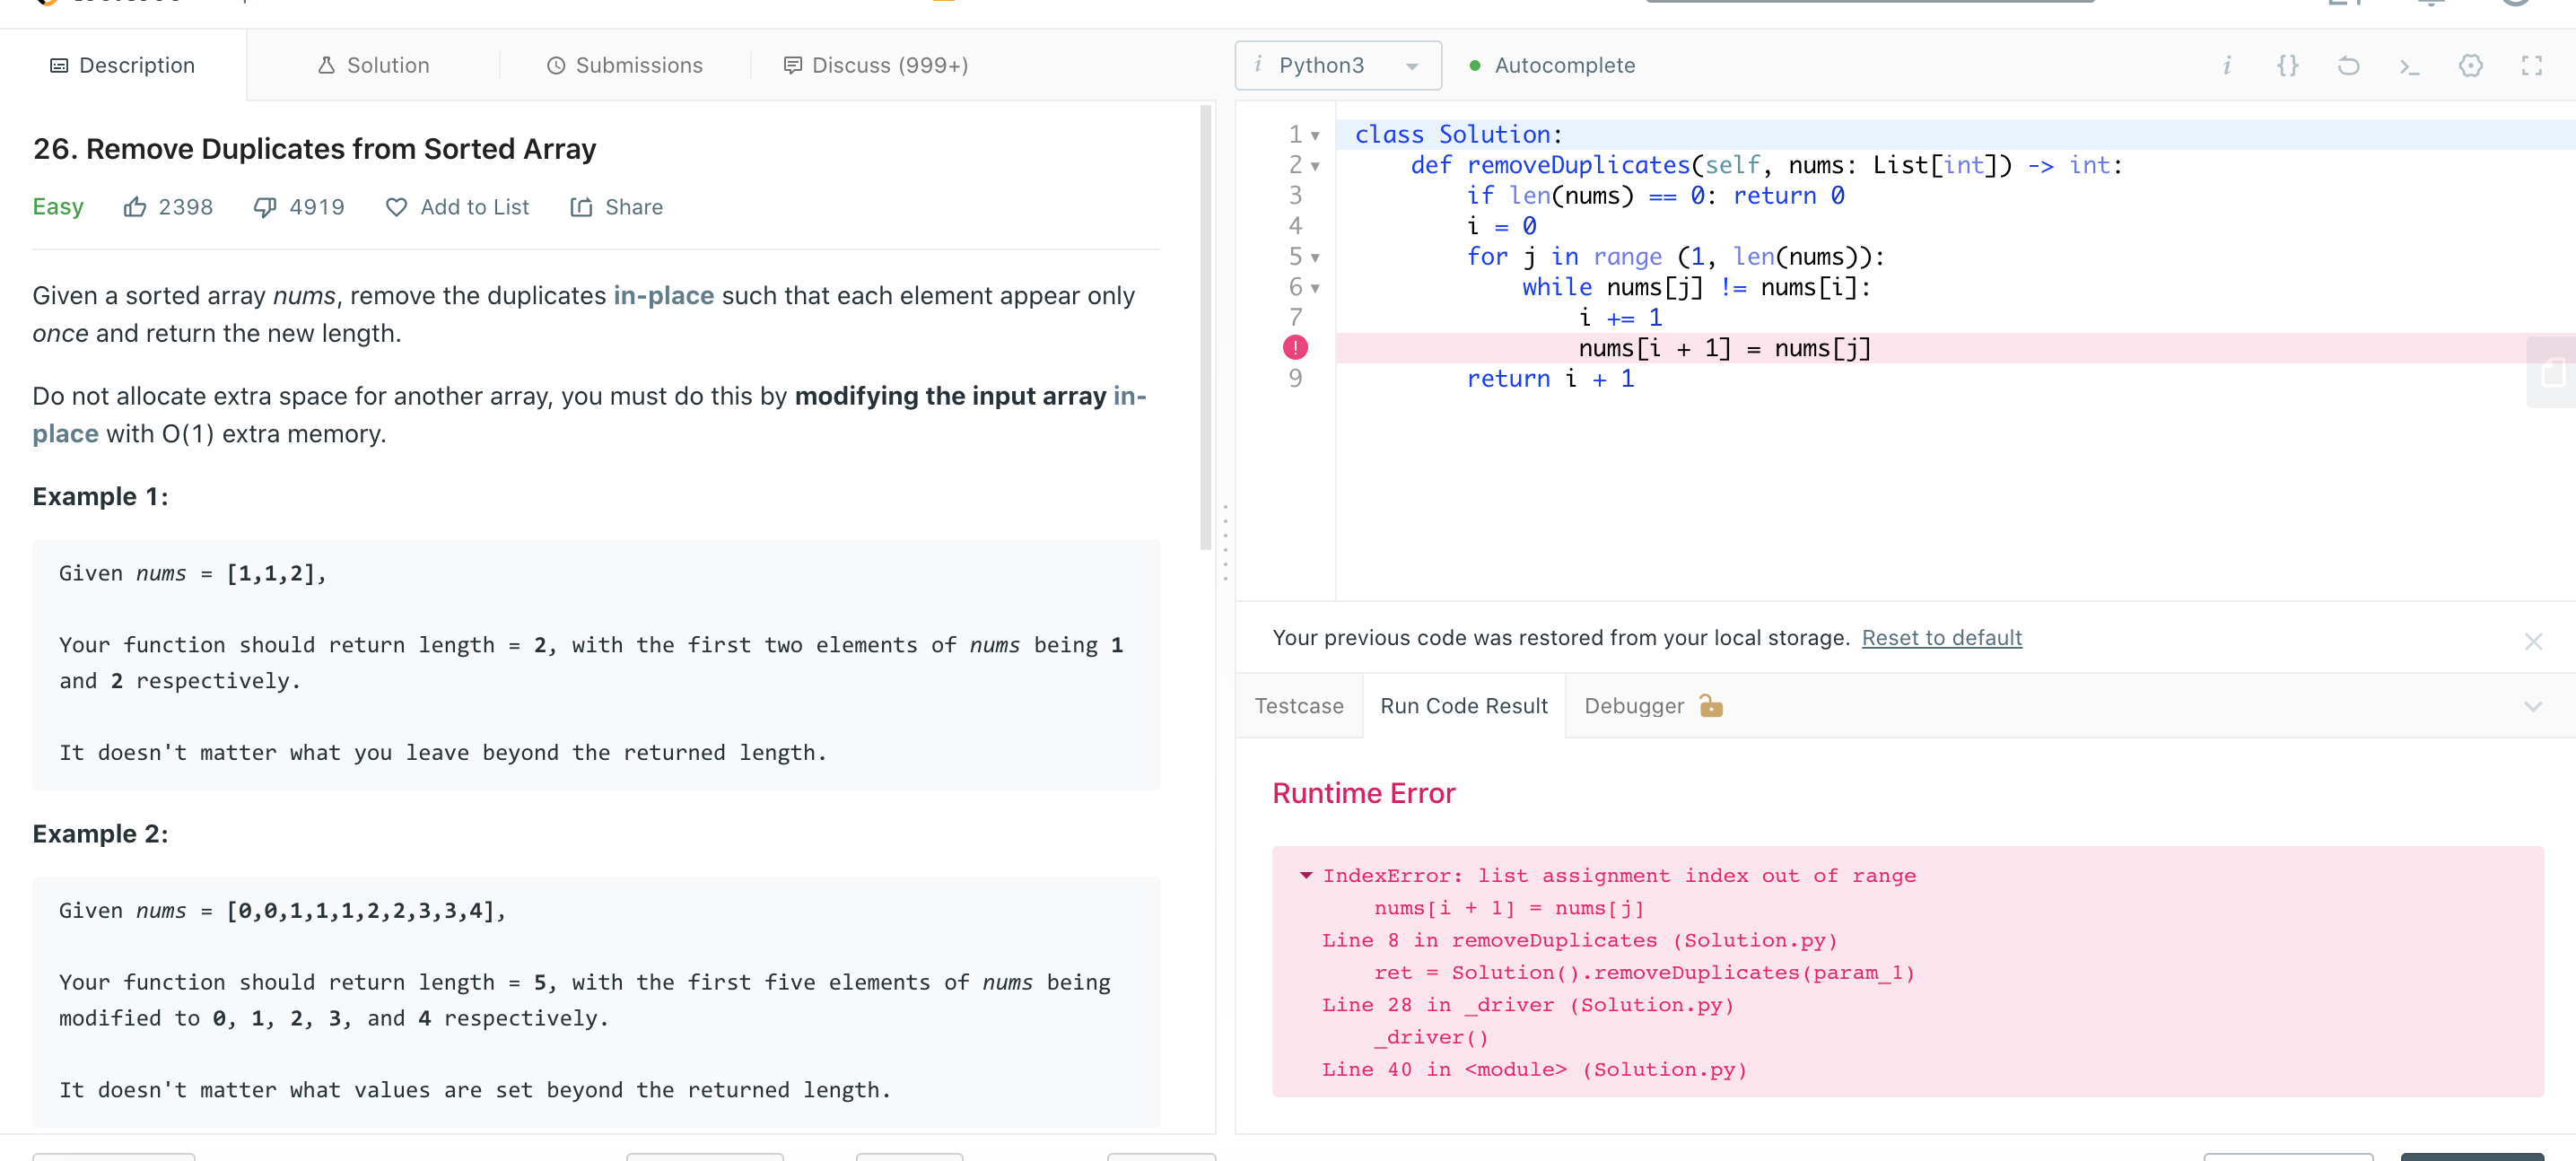 Description
Solution
Submissions
Discuss (999+)
26. Remove Duplicates from Sorted Array
Easy 2398 4919 Add to List Share
Given a sorted array nums, remove the duplicates in-place such that each element appear only
once and return the new length.
Do not allocate extra space for another array, you must do this by modifying the input array in-
place with O(1) extra memory.
Example 1:
Given nums = [1,1,2],
Your function should return length = 2, with the first two elements of nums being 1
and 2 respectively.
It doesn't matter what you leave beyond the returned length.
Example 2:
Given nums = [0,0,1,1,1,2,2,3,3,4],
Your function should return length = 5, with the first five elements of nums being
modified to 0, 1, 2, 3, and 4 respectively.
It doesn't matter what values are set beyond the returned length.
i Python3
Autocomplete
i {} >_
1 class Solution:
2 def removeDuplicates(self, nums: List[int]) -> int:
3 if len(nums) == 0: return 0
4 i = 0
5 for j in range (1, len(nums)):
6 while nums[j] != nums[i]:
7 i += 1
! nums[i + 1] = nums[j]
9 return i + 1
Your previous code was restored from your local storage. Reset to default
Testcase
Run Code Result
Debugger
Runtime Error
IndexError: list assignment index out of range
nums[i + 1] = nums[j]
Line 8 in removeDuplicates (Solution.py)
ret = Solution().removeDuplicates(param_1)
Line 28 in _driver (Solution.py)
_driver()
Line 40 in <module> (Solution.py)